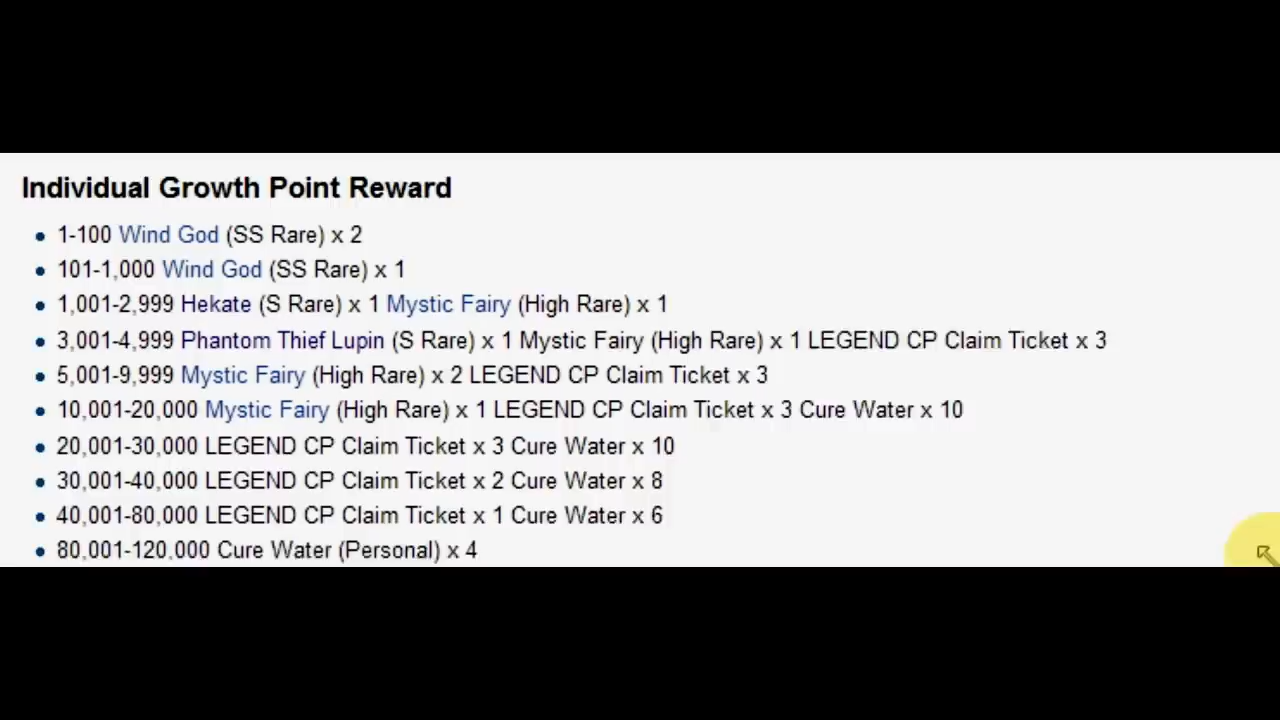 Individual Growth Point Reward
1-100 Wind God (SS Rare) x 2
101-1,000 Wind God (SS Rare) x 1
1,001-2,999 Hekate (S Rare) x 1 Mystic Fairy (High Rare) x 1
3,001-4,999 Phantom Thief Lupin (S Rare) x 1 Mystic Fairy (High Rare) x 1 LEGEND CP Claim Ticket x 3
5,001-9,999 Mystic Fairy (High Rare) x 2 LEGEND CP Claim Ticket x 3
10,001-20,000 Mystic Fairy (High Rare) x 1 LEGEND CP Claim Ticket x 3 Cure Water x 10
20,001-30,000 LEGEND CP Claim Ticket x 3 Cure Water x 10
30,001-40,000 LEGEND CP Claim Ticket x 2 Cure Water x 8
40,001-80,000 LEGEND CP Claim Ticket x 1 Cure Water x 6
80,001-120,000 Cure Water (Personal) x 4